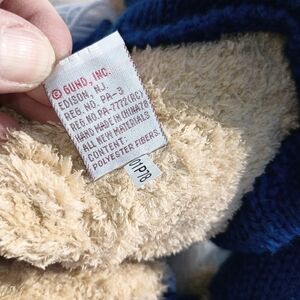 © GUND, INC.
EDISON, NJ.
REG. NO. PA-3
REG. NO. PA-7772(RC)
HAND MADE IN
ALL NEW MATERIALS
CONTENT:
POLYESTER FIBERS.
01P78